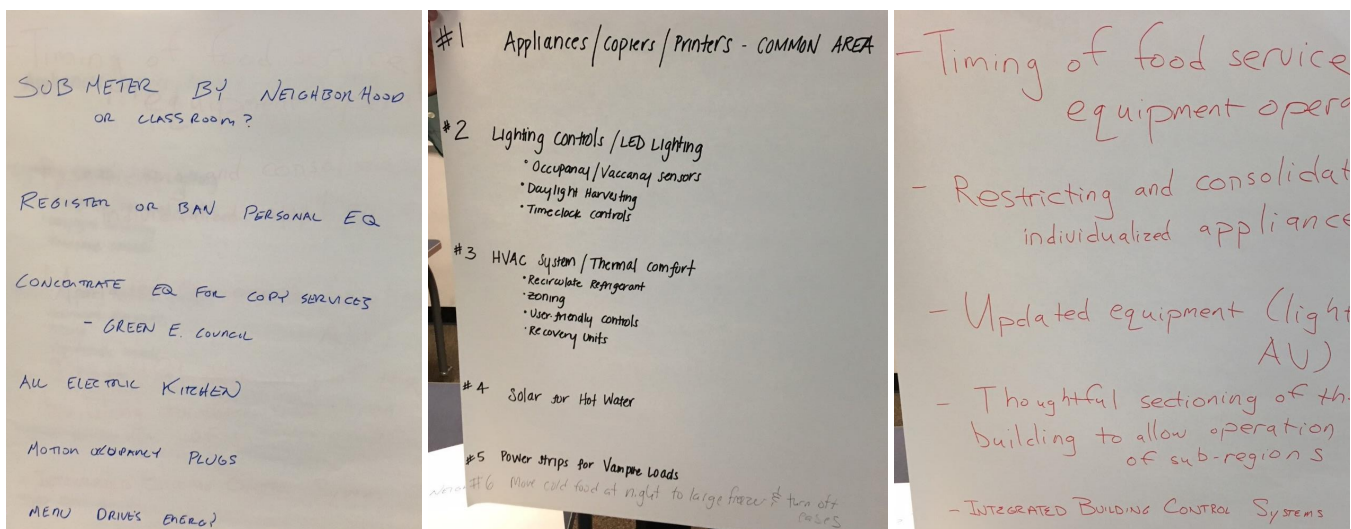 SUB METER BY NEIGHBORHOOD
OR CLASSROOM?
REGISTER OR BAN PERSONAL EQ
CONCENTRATE EQ FOR COPY SERVICES
- GREEN E. COUNCIL
ALL ELECTRIC KITCHEN
MOTION OCCUPANCY PLUGS
MENU DRIVES ENERGY
#1 Appliances/Copiers/Printers - COMMON AREA
#2 Lighting Controls/LED Lighting
• Occupancy/Vaccancy sensors
• Daylight Harvesting
• Timeclock controls
#3 HVAC System/Thermal comfort
• Recirculate Refrigerant
• Zoning
• User-friendly controls
• Recovery Units
#4 Solar for Hot Water
#5 Power strips for Vampire Loads
#6 Move cold food at night to large freezer & turn off
cases
- Timing of food service
equipment opera
- Restricting and consolidat
individualized appliance
- Updated equipment (light
AV)
- Thoughtful sectioning of th
building to allow operation
of sub-regions
- INTEGRATED BUILDING CONTROL SYSTEMS